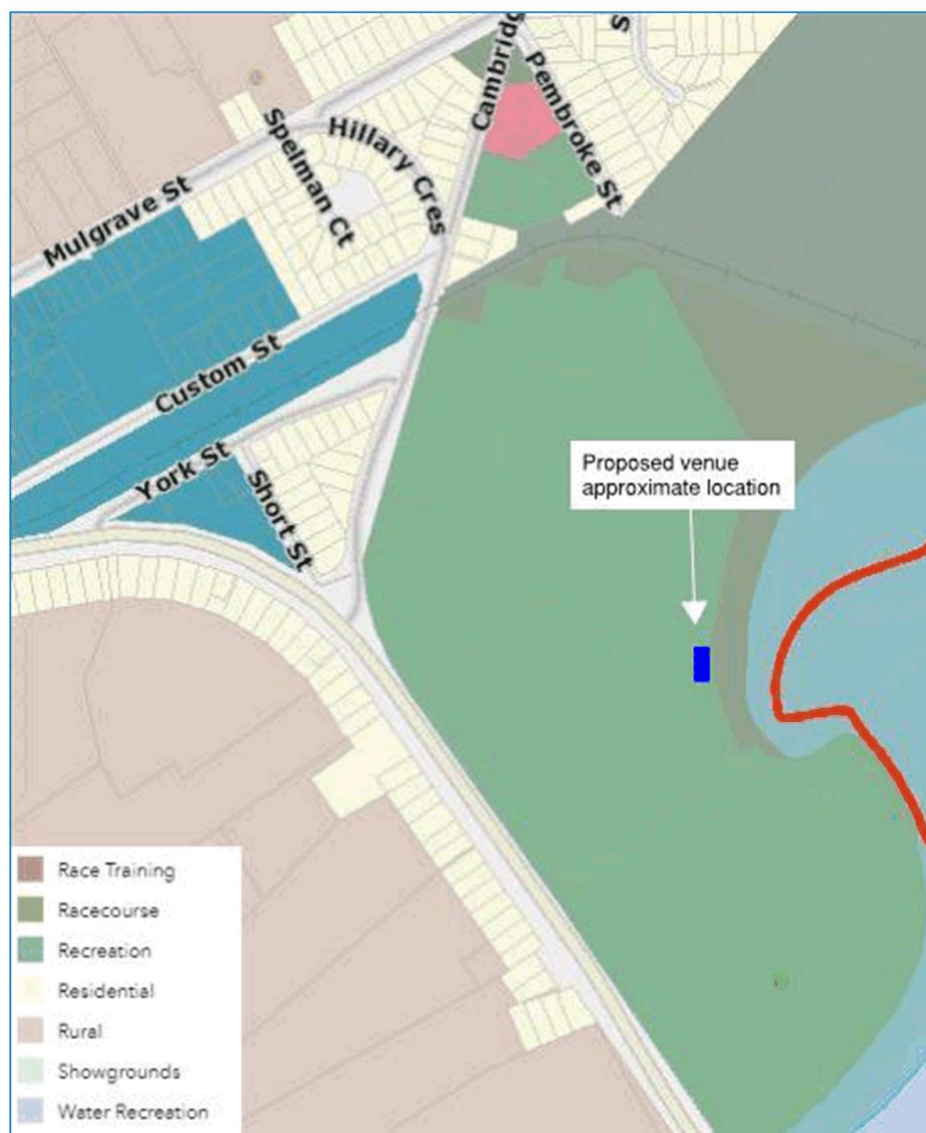 Cambridg
S
Pembroke St
Hillary Cres
Spelman Ct
Mulgrave St
Custom St
York St
Short St
Proposed venue
approximate location
Race Training
Racecourse
Recreation
Residential
Rural
Showgrounds
Water Recreation